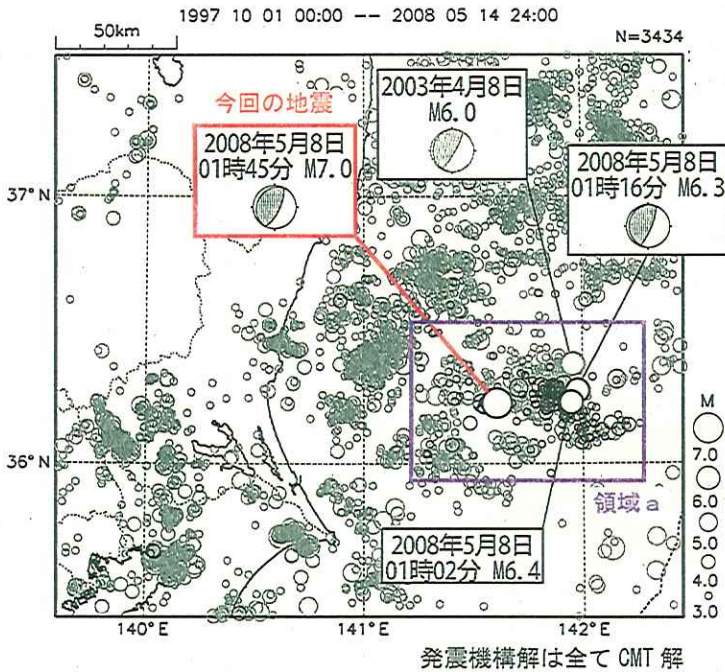 1997 10 01 00:00 -- 2008 05 14 24:00
50km
N=3434
今回の地震
2008年5月8日
01時45分 M7.0
2003年4月8日
M6.0
2008年5月8日
01時16分 M6.3
37°N
36°N
領域a
2008年5月8日
01時02分 M6.4
M
7.0
6.0
5.0
4.0
3.0
140°E
141°E
142°E
発震機構解は全て CMT 解